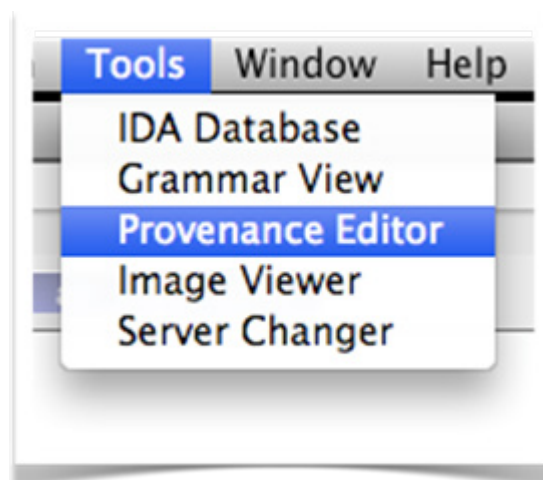 Tools Window Help
IDA Database
Grammar View
Provenance Editor
Image Viewer
Server Changer